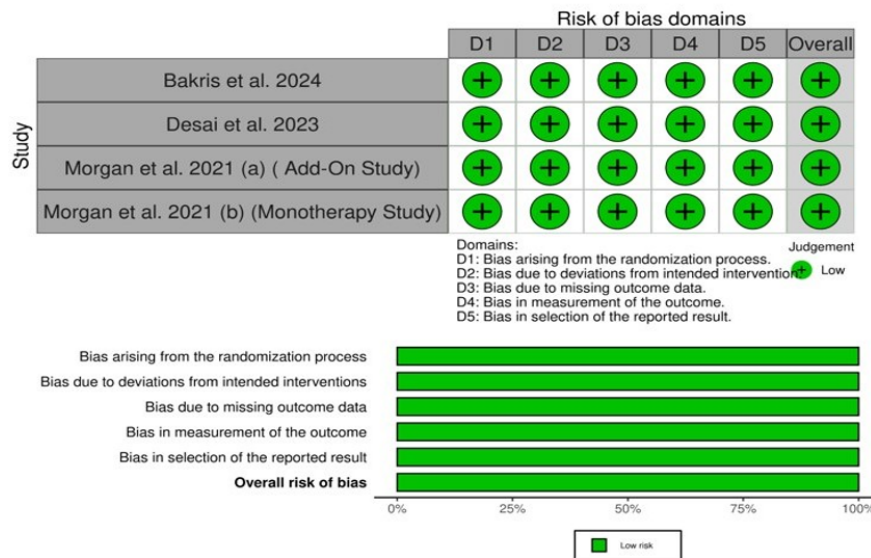 Risk of bias domains
D1 D2 D3 D4 D5 Overall
Study
Bakris et al. 2024
Desai et al. 2023
Morgan et al. 2021 (a) ( Add-On Study)
Morgan et al. 2021 (b) (Monotherapy Study)
Domains:
D1: Bias arising from the randomization process.
D2: Bias due to deviations from intended intervention.
D3: Bias due to missing outcome data.
D4: Bias in measurement of the outcome.
D5: Bias in selection of the reported result.
Judgement
Low
Bias arising from the randomization process
Bias due to deviations from intended interventions
Bias due to missing outcome data
Bias in measurement of the outcome
Bias in selection of the reported result
Overall risk of bias
0% 25% 50% 75% 100%
Low risk